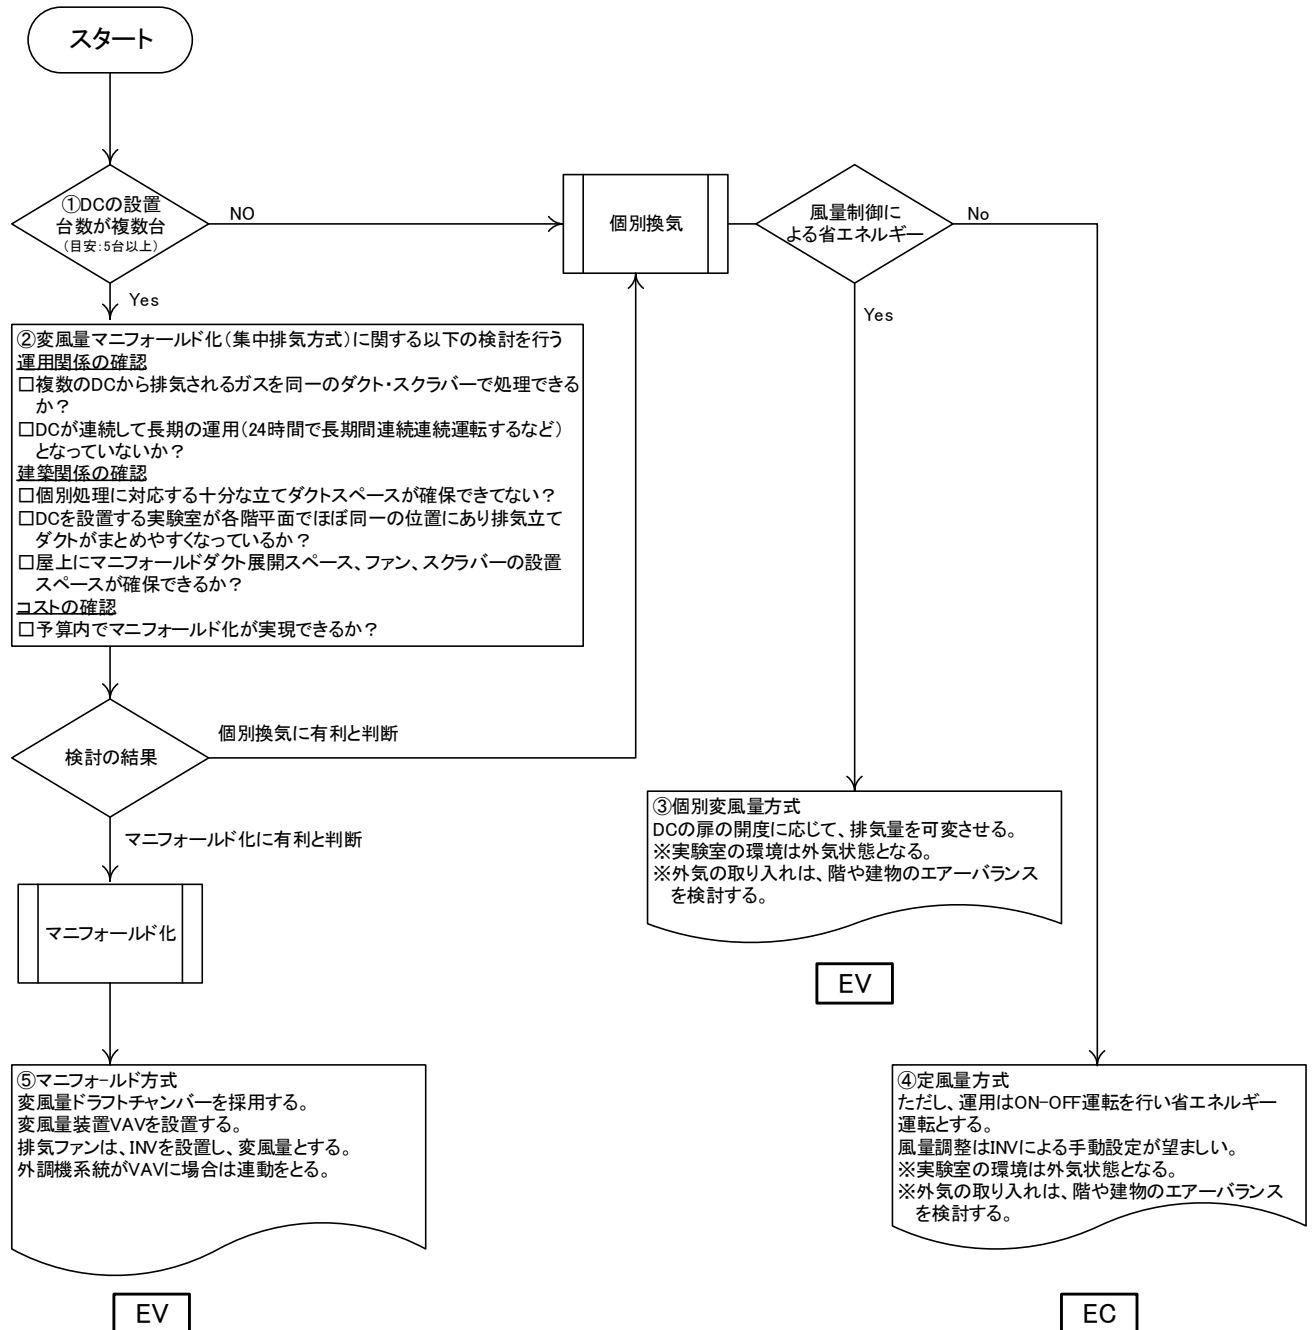 スタート
①DCの設置
台数が複数台
(目安:5台以上)
NO
Yes
個別換気
風量制御に
よる省エネルギー
No
Yes
②変風量マニフォールド化(集中排気方式)に関する以下の検討を行う
運用関係の確認
□複数のDCから排気されるガスを同一のダクト・スクラバーで処理できる
か?
□DCが連続して長期の運用(24時間で長期間連続連続運転するなど)
となっていないか?
建築関係の確認
□個別処理に対応する十分な立てダクトスペースが確保できてない?
□DCを設置する実験室が各階平面でほぼ同一の位置にあり排気立て
ダクトがまとめやすくなっているか?
□屋上にマニフォールドダクト展開スペース、ファン、スクラバーの設置
スペースが確保できるか?
コストの確認
□予算内でマニフォールド化が実現できるか?
検討の結果
個別換気に有利と判断
マニフォールド化に有利と判断
マニフォールド化
③個別変風量方式
DCの扉の開度に応じて、排気量を可変させる。
※実験室の環境は外気状態となる。
※外気の取り入れは、階や建物のエアーバランス
を検討する。
EV
⑤マニフォールド方式
変風量ドラフトチャンバーを採用する。
変風量装置VAVを設置する。
排気ファンは、INVを設置し、変風量とする。
外調機系統がVAVに場合は連動をとる。
EV
④定風量方式
ただし、運用はON-OFF運転を行い省エネルギー
運転とする。
風量調整はINVによる手動設定が望ましい。
※実験室の環境は外気状態となる。
※外気の取り入れは、階や建物のエアーバランス
を検討する。
EC